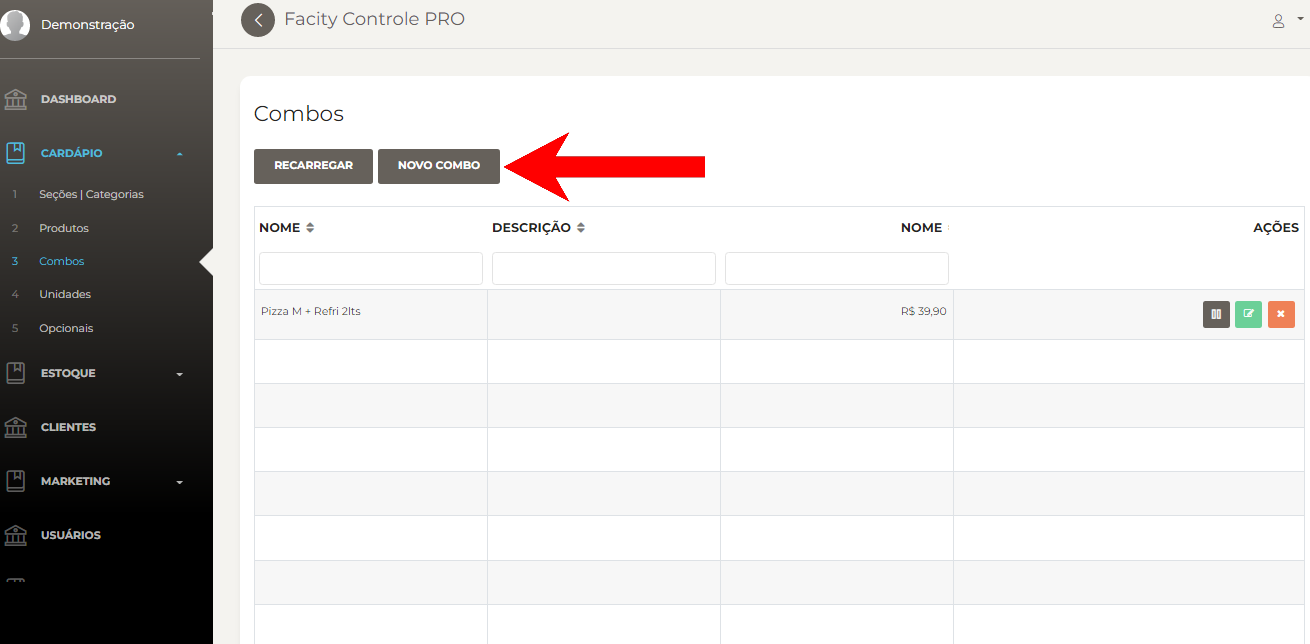 Demonstração
Facity Controle PRO
DASHBOARD
CARDÁPIO
1 Seções | Categorias
2 Produtos
3 Combos
4 Unidades
5 Opcionais
ESTOQUE
CLIENTES
MARKETING
USUÁRIOS
Combos
RECARREGAR NOVO COMBO
NOME DESCRIÇÃO NOME AÇÕES
Pizza M + Refri 2lts R$ 39,90